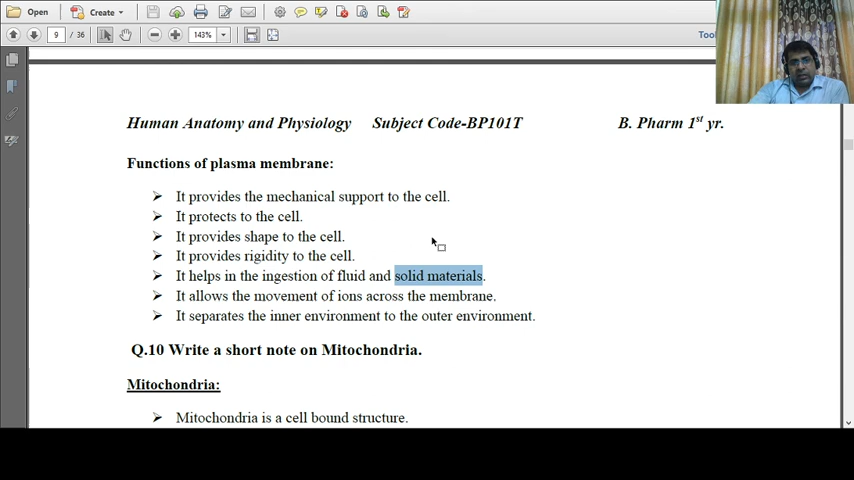 Open
Create
9 / 36
143%
Tool
Human Anatomy and Physiology Subject Code-BP101T B. Pharm 1st yr.
Functions of plasma membrane:
➢ It provides the mechanical support to the cell.
➢ It protects to the cell.
➢ It provides shape to the cell.
➢ It provides rigidity to the cell.
➢ It helps in the ingestion of fluid and solid materials.
➢ It allows the movement of ions across the membrane.
➢ It separates the inner environment to the outer environment.
Q.10 Write a short note on Mitochondria.
Mitochondria:
➢ Mitochondria is a cell bound structure.